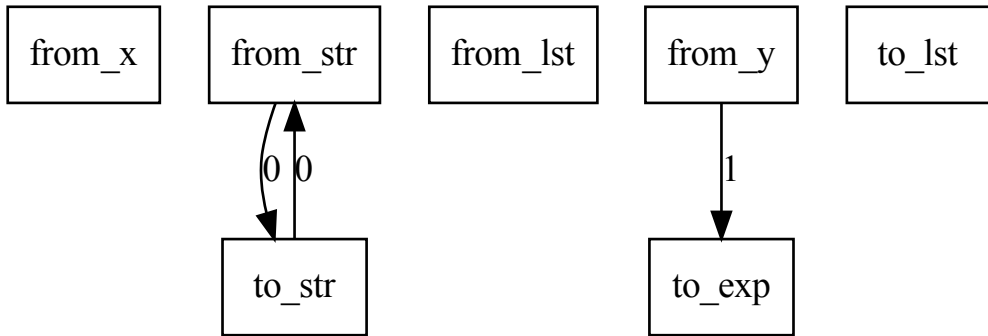 from_x
from_str
from_lst
from_y
to_lst
0
0
1
to_str
to_exp